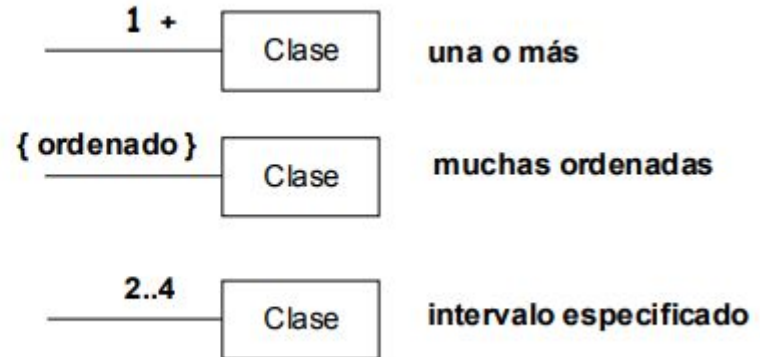 1 +
Clase una o más
{ ordenado }
Clase muchas ordenadas
2..4
Clase intervalo especificado